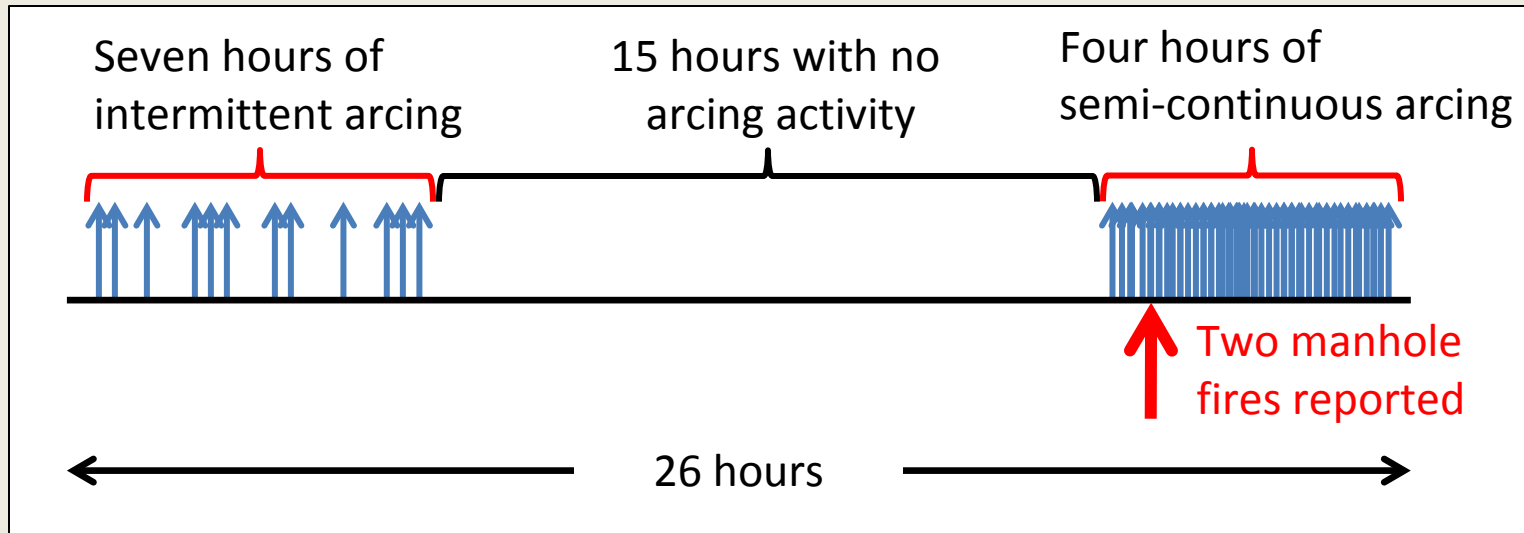 Seven hours of
intermittent arcing
15 hours with no
arcing activity
Four hours of
semi-continuous arcing
Two manhole
fires reported
26 hours